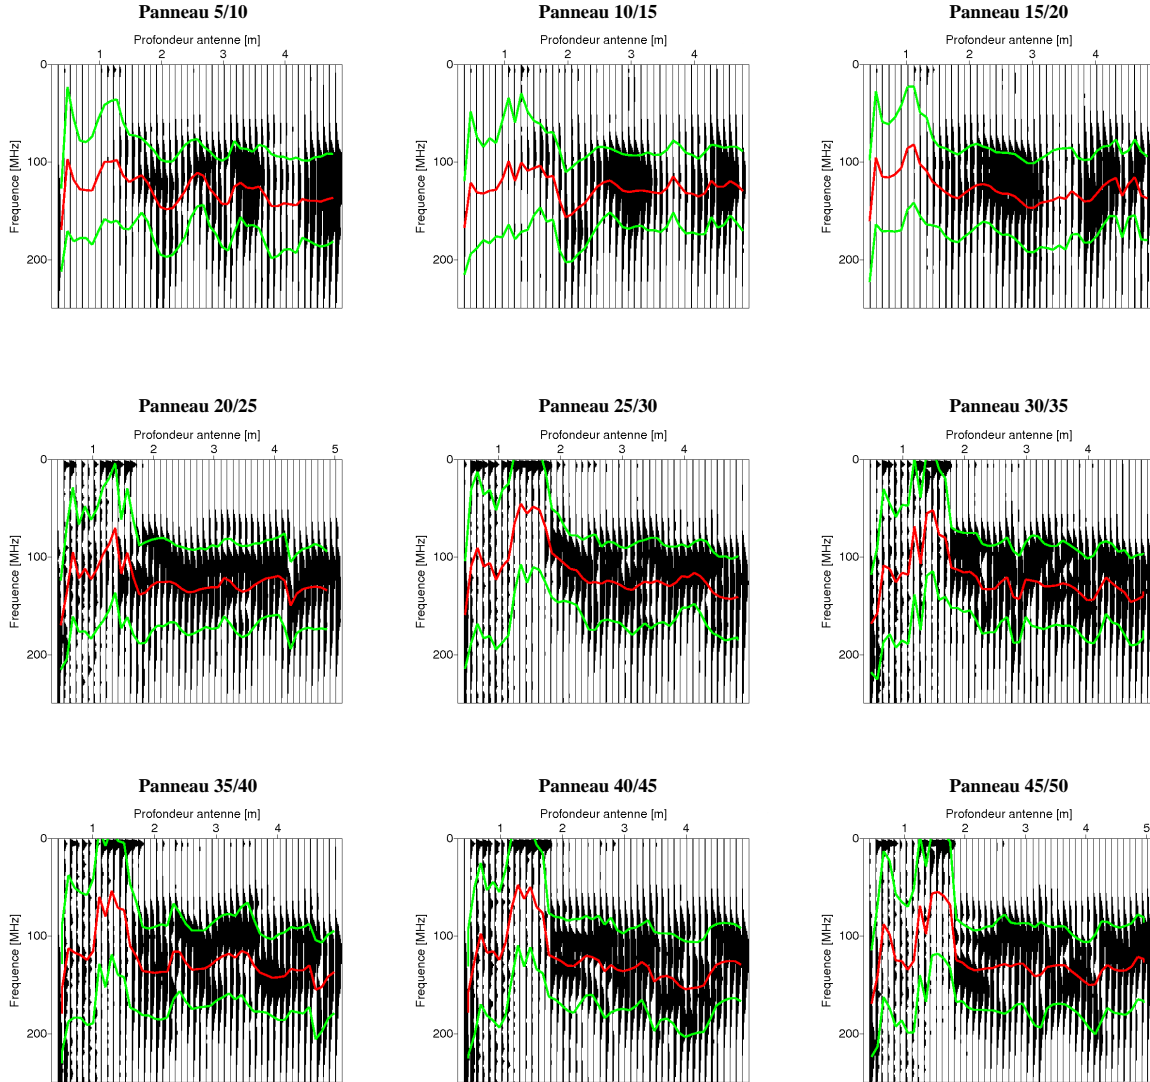 Panneau 5/10
Profondeur antenne [m]
1 2 3 4
0
100
200
Frequence [MHz]
Panneau 10/15
Profondeur antenne [m]
1 2 3 4
0
100
200
Frequence [MHz]
Panneau 15/20
Profondeur antenne [m]
1 2 3 4
0
100
200
Frequence [MHz]
Panneau 20/25
Profondeur antenne [m]
1 2 3 4 5
0
100
200
Frequence [MHz]
Panneau 25/30
Profondeur antenne [m]
1 2 3 4
0
100
200
Frequence [MHz]
Panneau 30/35
Profondeur antenne [m]
1 2 3 4
0
100
200
Frequence [MHz]
Panneau 35/40
Profondeur antenne [m]
1 2 3 4
0
100
200
Frequence [MHz]
Panneau 40/45
Profondeur antenne [m]
1 2 3 4
0
100
200
Frequence [MHz]
Panneau 45/50
Profondeur antenne [m]
1 2 3 4 5
0
100
200
Frequence [MHz]